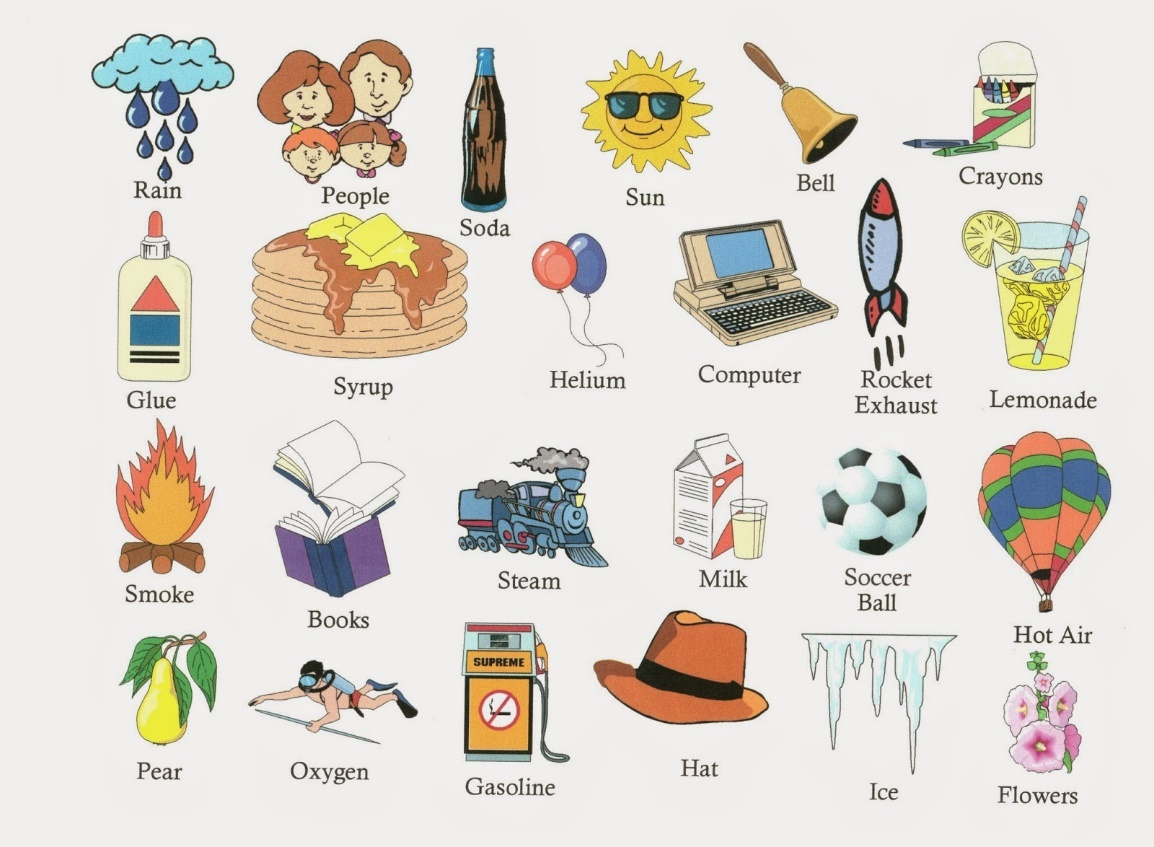 Rain
People
Soda
Sun
Bell
Crayons
Glue
Syrup
Helium
Computer
Rocket
Exhaust
Lemonade
Smoke
Books
Steam
Milk
Soccer
Ball
Hot Air
Pear
Oxygen
SUPREME
Gasoline
Hat
Ice
Flowers